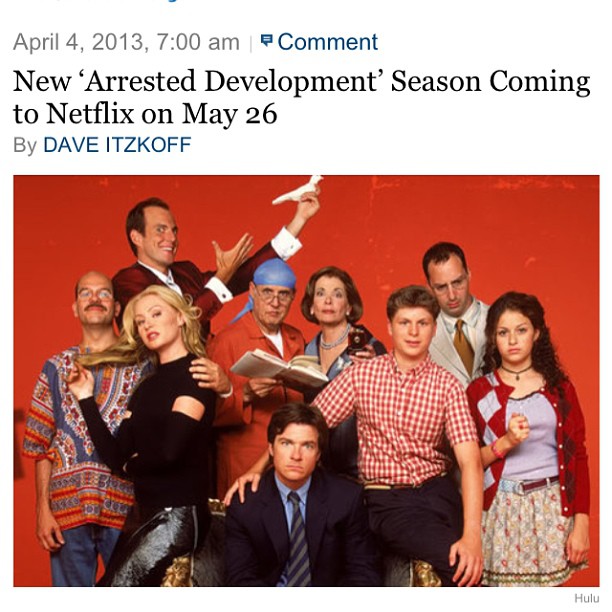 April 4, 2013, 7:00 am | Comment
New ‘Arrested Development’ Season Coming
to Netflix on May 26
By DAVE ITZKOFF
Hulu